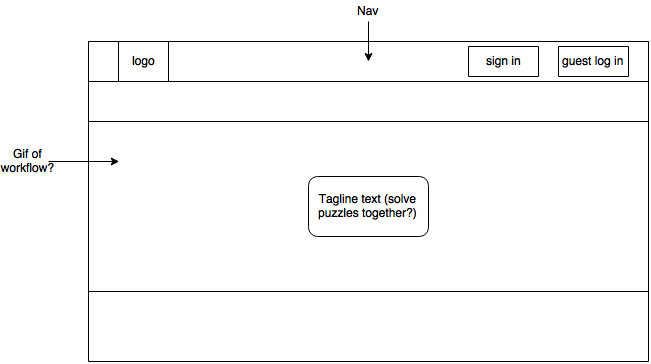 Nav
logo
sign in
guest log in
Gif of
workflow?
Tagline text (solve
puzzles together?)